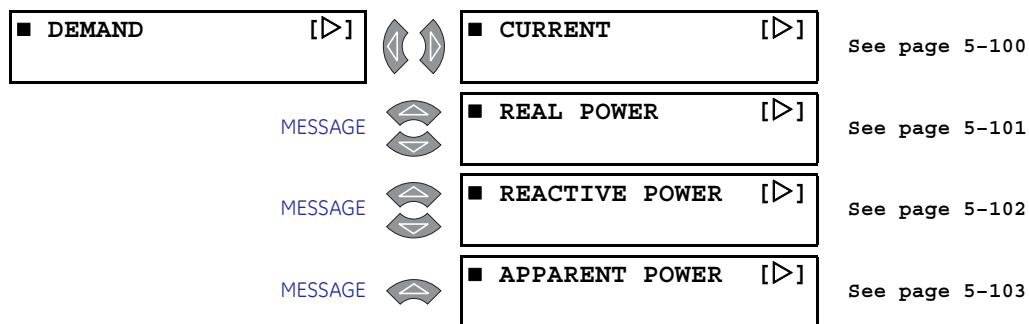 ■ DEMAND [▷] ■ CURRENT [▷] See page 5-100
MESSAGE ■ REAL POWER [▷] See page 5-101
MESSAGE ■ REACTIVE POWER [▷] See page 5-102
MESSAGE ■ APPARENT POWER [▷] See page 5-103